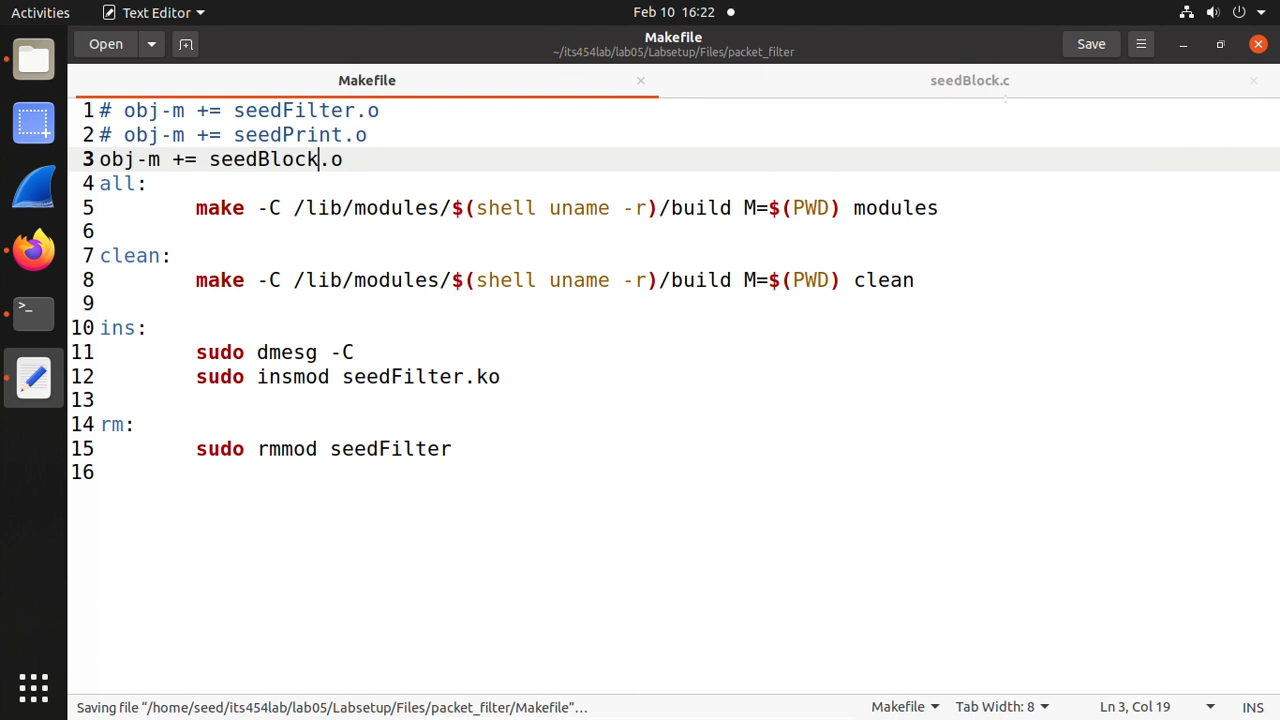 Activities Text Editor Feb 10 16:22
Open Makefile Save
~/its454lab/lab05/Labsetup/Files/packet_filter
Makefile seedBlock.c
1 # obj-m += seedFilter.o
2 # obj-m += seedPrint.o
3 obj-m += seedBlock.o
4 all:
5 make -C /lib/modules/$(shell uname -r)/build M=$(PWD) modules
6
7 clean:
8 make -C /lib/modules/$(shell uname -r)/build M=$(PWD) clean
9
10 ins:
11 sudo dmesg -C
12 sudo insmod seedFilter.ko
13
14 rm:
15 sudo rmmod seedFilter
16
Saving file “/home/seed/its454lab/lab05/Labsetup/Files/packet_filter/Makefile”… Makefile Tab Width: 8 Ln 3, Col 19 INS